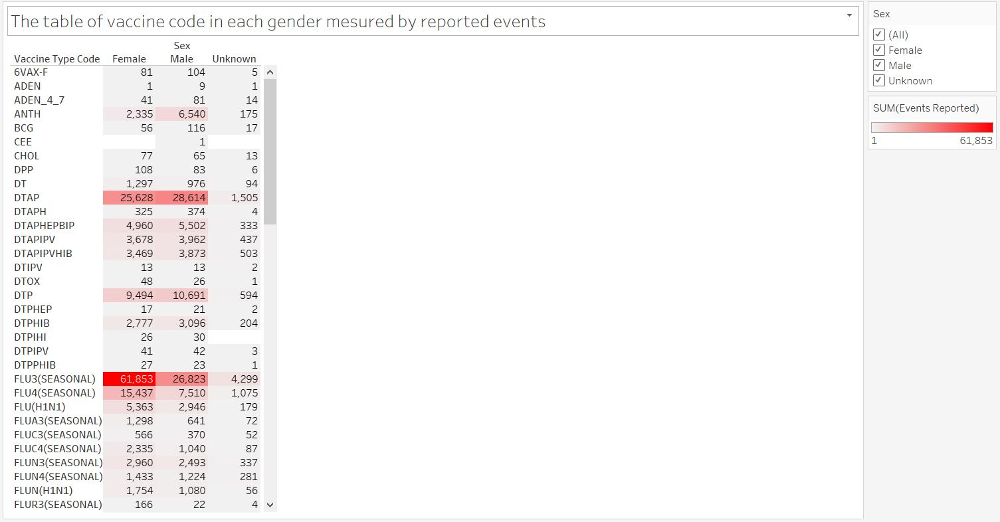 The table of vaccine code in each gender mesured by reported events
Sex
Vaccine Type Code Female Male Unknown
6VAX-F 81 104 5
ADEN 1 9 1
ADEN_4_7 41 81 14
ANTH 2,335 6,540 175
BCG 56 116 17
CEE 1
CHOL 77 65 13
DPP 108 83 6
DT 1,297 976 94
DTAP 25,628 28,614 1,505
DTAPH 325 374 4
DTAPHEPBIP 4,960 5,502 333
DTAPIPV 3,678 3,962 437
DTAPIPVHIB 3,469 3,873 503
DTIPV 13 13 2
DTOX 48 26 1
DTP 9,494 10,691 594
DTPHEP 17 21 2
DTPHIB 2,777 3,096 204
DTPIHI 26 30
DTPIPV 41 42 3
DTPPHIB 27 23 1
FLU3(SEASONAL) 61,853 26,823 4,299
FLU4(SEASONAL) 15,437 7,510 1,075
FLU(H1N1) 5,363 2,946 179
FLUA3(SEASONAL) 1,298 641 72
FLUC3(SEASONAL) 566 370 52
FLUC4(SEASONAL) 2,335 1,040 87
FLUN3(SEASONAL) 2,960 2,493 337
FLUN4(SEASONAL) 1,433 1,224 281
FLUN(H1N1) 1,754 1,080 56
FLUR3(SEASONAL) 166 22 4
Sex
(All)
Female
Male
Unknown
SUM(Events Reported)
1 61,853